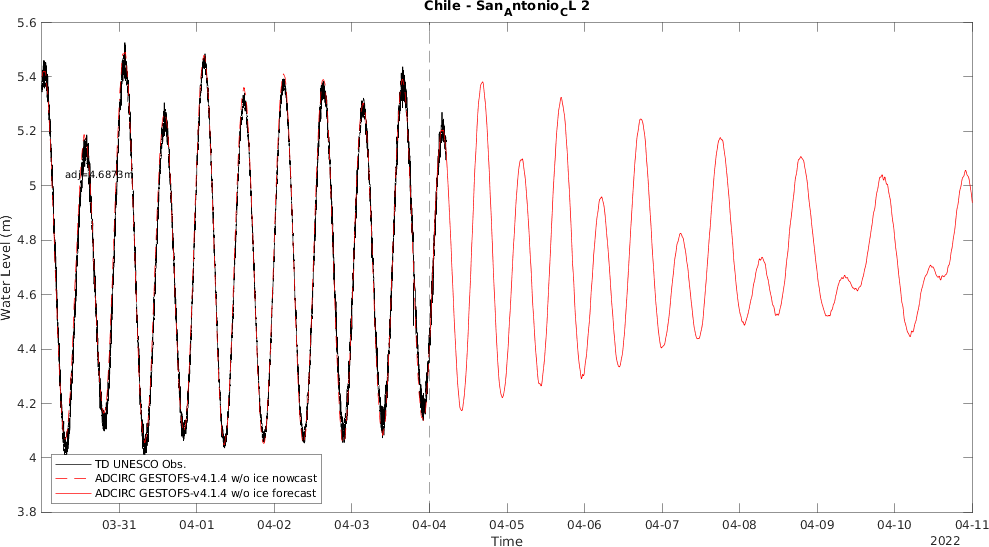 Chile - SanAntonioCL 2
5.6
5.4
5.2
5
4.8
4.6
4.4
4.2
4
3.8
Water Level (m)
adj=4.6873m
TD UNESCO Obs.
ADCIRC GESTOFS-v4.1.4 w/o ice nowcast
ADCIRC GESTOFS-v4.1.4 w/o ice forecast
03-31 04-01 04-02 04-03 04-04 04-05 04-06 04-07 04-08 04-09 04-10 04-11
Time
2022